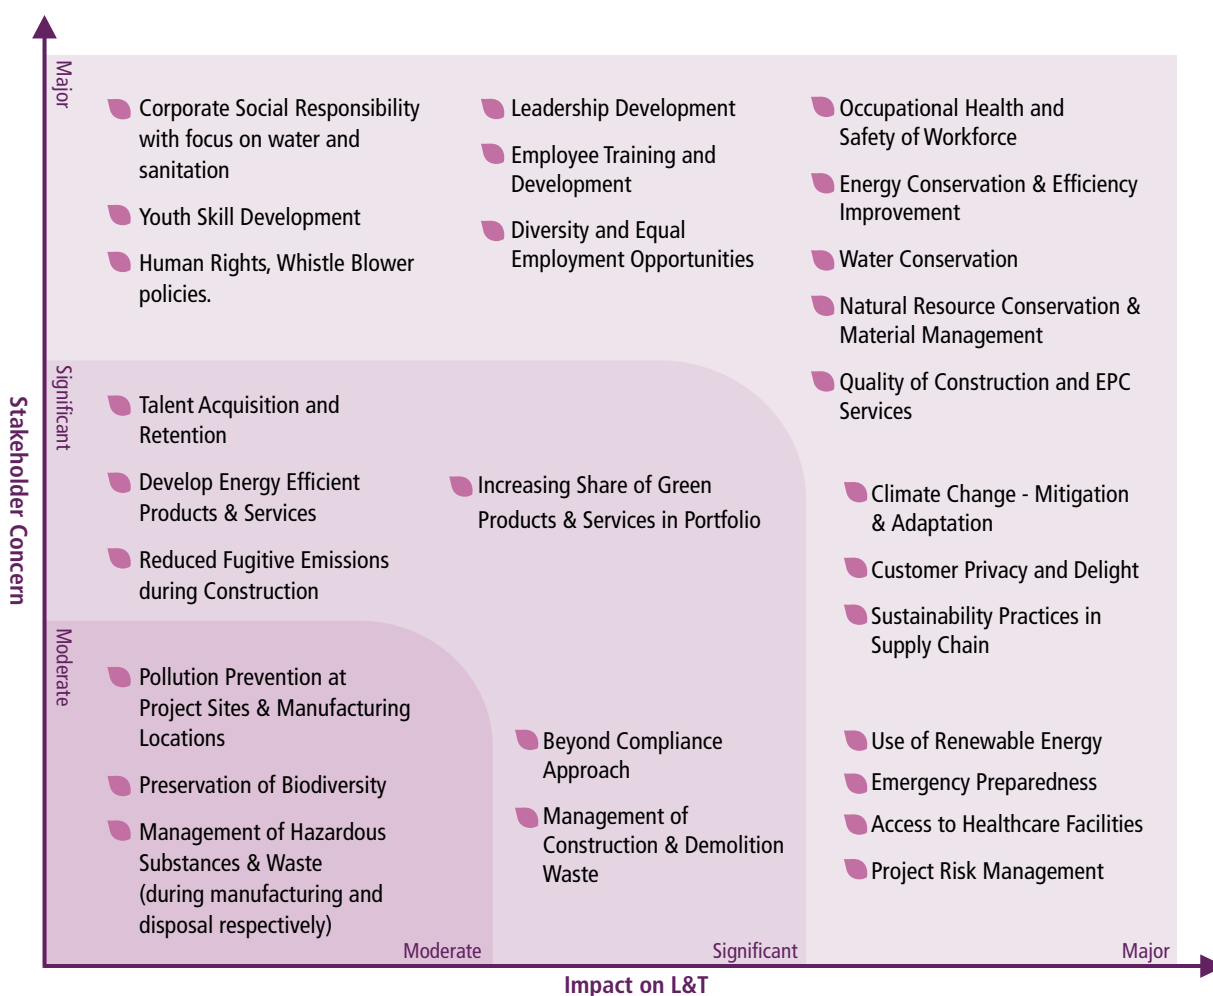 Stakeholder Concern
Major
Corporate Social Responsibility
with focus on water and
sanitation
Youth Skill Development
Human Rights, Whistle Blower
policies.
Leadership Development
Employee Training and
Development
Diversity and Equal
Employment Opportunities
Occupational Health and
Safety of Workforce
Energy Conservation & Efficiency
Improvement
Water Conservation
Natural Resource Conservation &
Material Management
Quality of Construction and EPC
Services
Significant
Talent Acquisition and
Retention
Develop Energy Efficient
Products & Services
Reduced Fugitive Emissions
during Construction
Increasing Share of Green
Products & Services in Portfolio
Climate Change - Mitigation
& Adaptation
Customer Privacy and Delight
Sustainability Practices in
Supply Chain
Moderate
Pollution Prevention at
Project Sites & Manufacturing
Locations
Preservation of Biodiversity
Management of Hazardous
Substances & Waste
(during manufacturing and
disposal respectively)
Beyond Compliance
Approach
Management of
Construction & Demolition
Waste
Use of Renewable Energy
Emergency Preparedness
Access to Healthcare Facilities
Project Risk Management
Moderate
Significant
Major
Impact on L&T